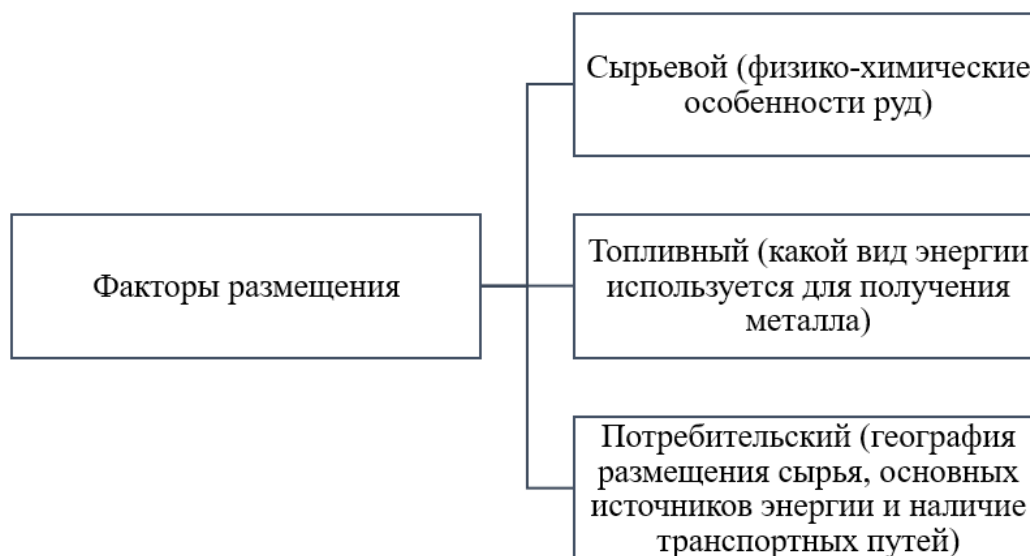 Сырьевой (физико-химические
особенности руд)
Факторы размещения
Топливный (какой вид энергии
используется для получения
металла)
Потребительский (география
размещения сырья, основных
источников энергии и наличие
транспортных путей)